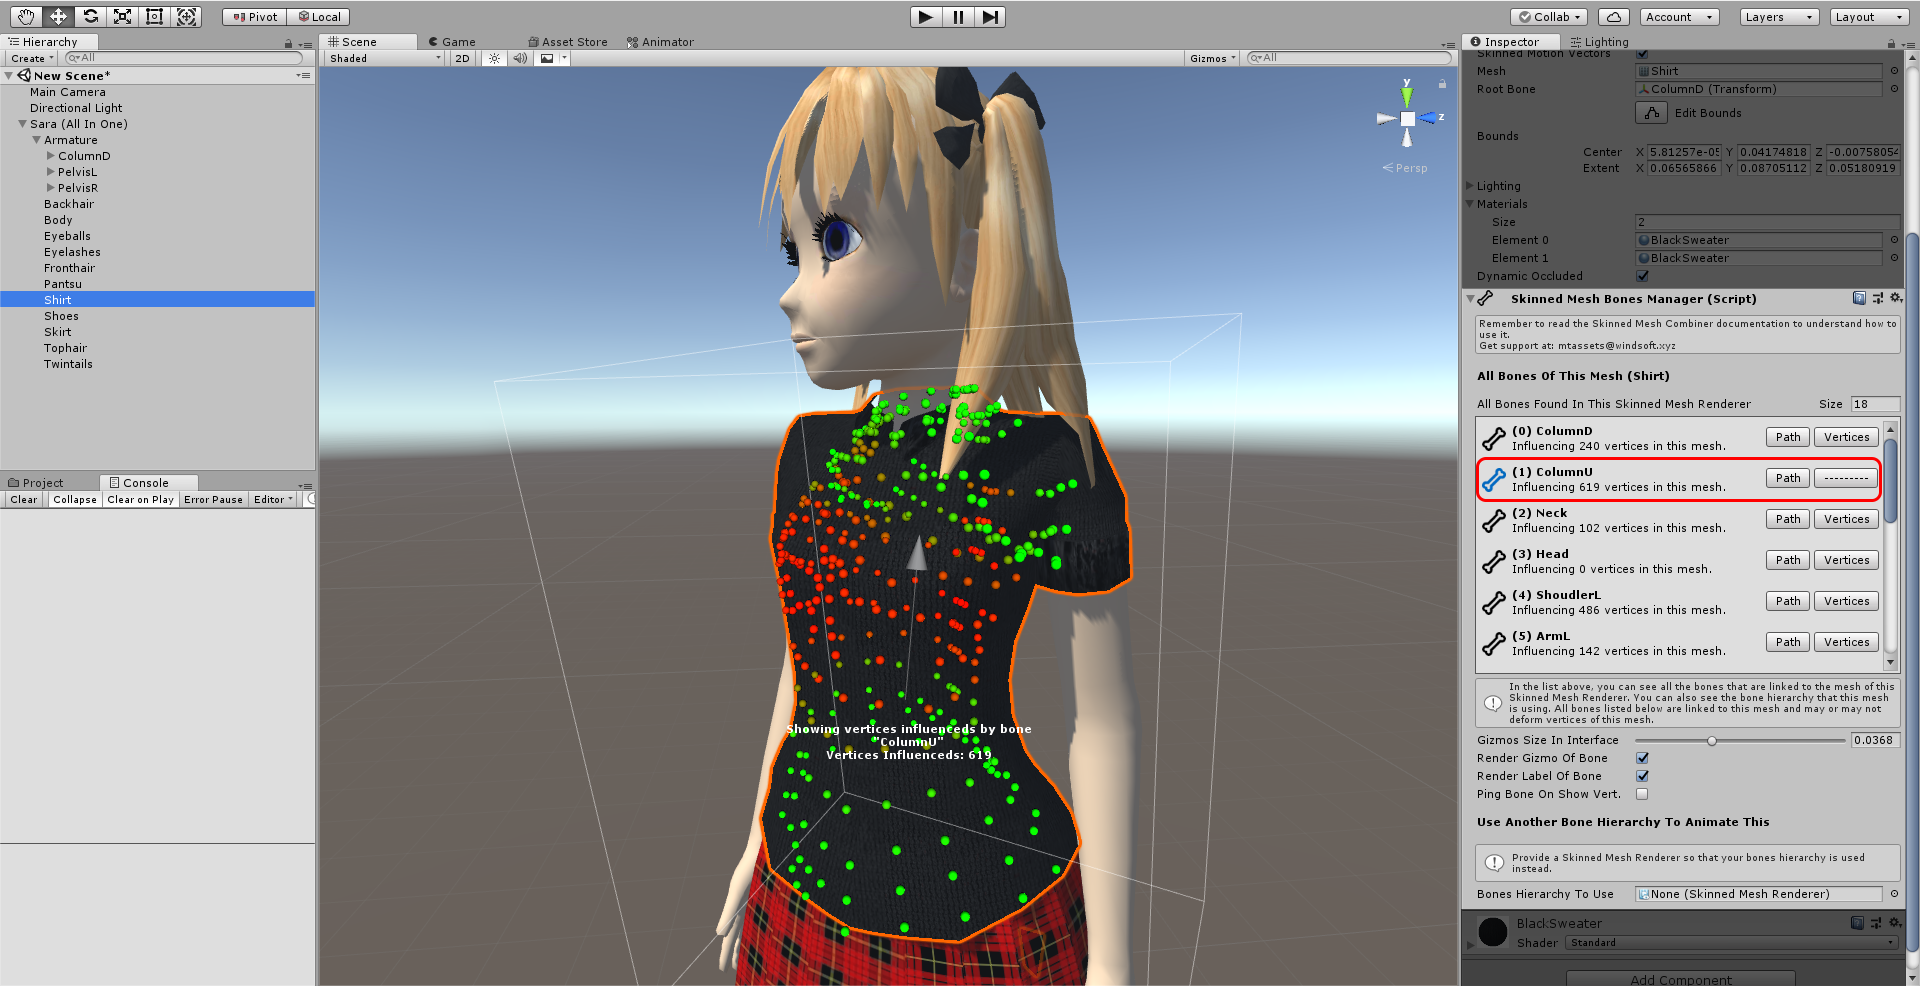 Pivot
Local
Collab
Account
Layers
Layout
Hierarchy
Create
All
New Scene*
Main Camera
Directional Light
Sara (All In One)
Armature
ColumnD
PelvisL
PelvisR
Backhair
Body
Eyeballs
Eyelashes
Fronthair
Pantsu
Shirt
Shoes
Skirt
Tophair
Twintails
Project
Console
Clear
Collapse
Clear on Play
Error Pause
Editor
Scene
Game
Asset Store
Animator
Shaded
2D
Gizmos
All
y
z
Persp
Showing vertices influenceds by bone
"ColumnU"
Vertices Influenceds: 619
Inspector
Lighting
Skinned Motion Vectors
Mesh
Shirt
Root Bone
ColumnD (Transform)
Edit Bounds
Bounds
Center X 5.81257e-05 Y 0.04174818 Z -0.00758054
Extent X 0.06565866 Y 0.08705112 Z 0.05180919
Lighting
Materials
Size 2
Element 0 BlackSweater
Element 1 BlackSweater
Dynamic Occluded
Skinned Mesh Bones Manager (Script)
Remember to read the Skinned Mesh Combiner documentation to understand how to
use it.
Get support at: mtassets@windsoft.xyz
All Bones Of This Mesh (Shirt)
All Bones Found In This Skinned Mesh Renderer Size 18
(0) ColumnD
Influencing 240 vertices in this mesh.
Path Vertices
(1) ColumnU
Influencing 619 vertices in this mesh.
Path ---------
(2) Neck
Influencing 102 vertices in this mesh.
Path Vertices
(3) Head
Influencing 0 vertices in this mesh.
Path Vertices
(4) ShoudlerL
Influencing 486 vertices in this mesh.
Path Vertices
(5) ArmL
Influencing 142 vertices in this mesh.
Path Vertices
In the list above, you can see all the bones that are linked to the mesh of this
Skinned Mesh Renderer. You can also see the bone hierarchy that this mesh
is using. All bones listed below are linked to this mesh and may or may not
deform vertices of this mesh.
Gizmos Size In Interface 0.0368
Render Gizmo Of Bone
Render Label Of Bone
Ping Bone On Show Vert.
Use Another Bone Hierarchy To Animate This
Provide a Skinned Mesh Renderer so that your bones hierarchy is used
instead.
Bones Hierarchy To Use None (Skinned Mesh Renderer)
BlackSweater
Shader Standard
Add Component